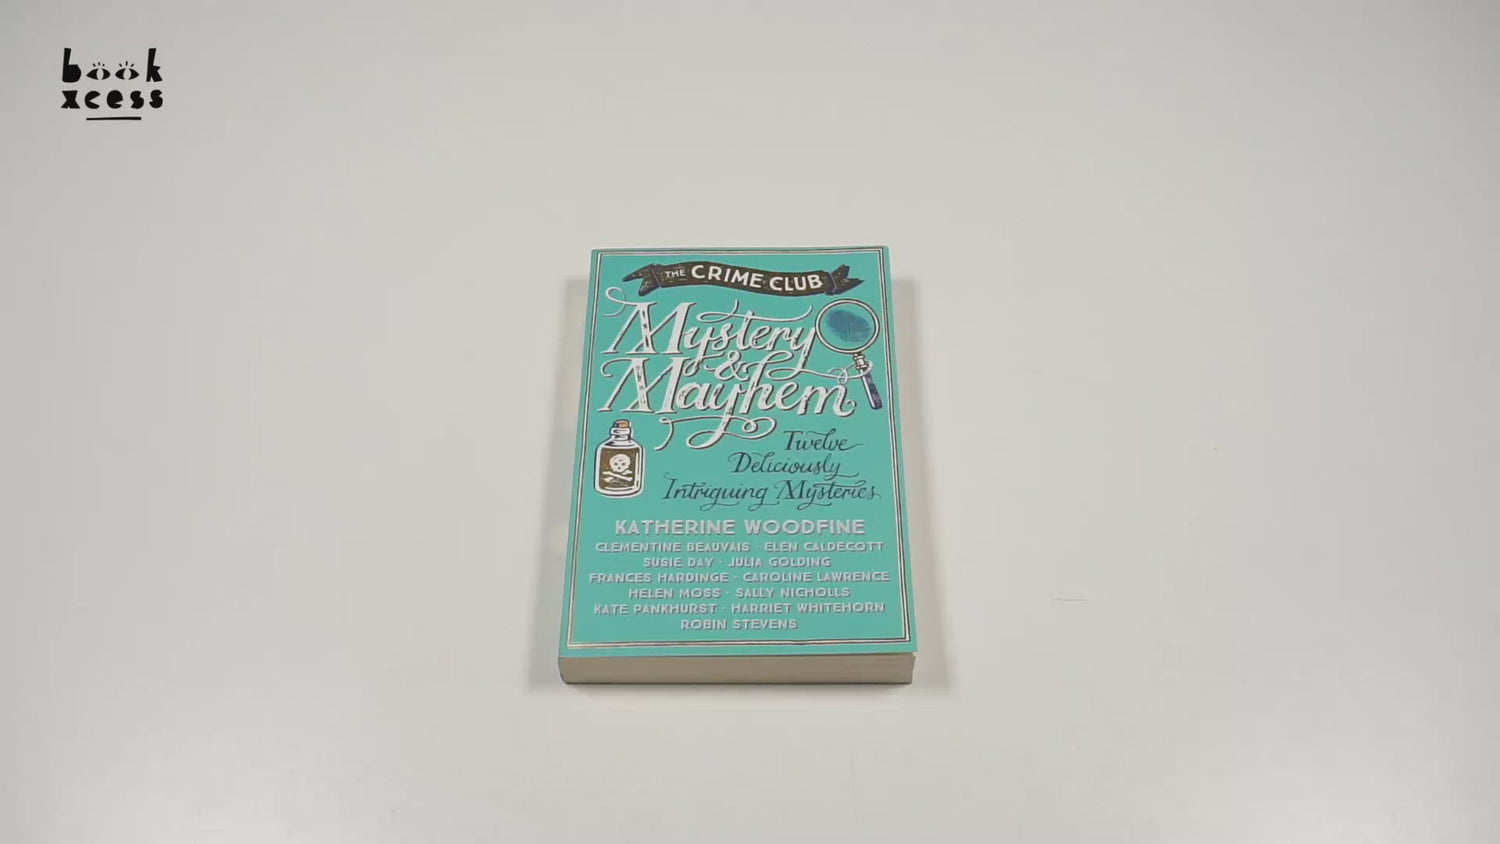 book
xcess
THE CRIME CLUB
Mystery
&
Mayhem
Twelve
Deliciously
Intriguing Mysteries
KATHERINE WOODFINE
CLEMENTINE BEAUVAIS · ELEN CALDECOTT
SUSIE DAY · JULIA GOLDING
FRANCES HARDINGE · CAROLINE LAWRENCE
HELEN MOSS · SALLY NICHOLLS
KATE PANKHURST · HARRIET WHITEHORN
ROBIN STEVENS